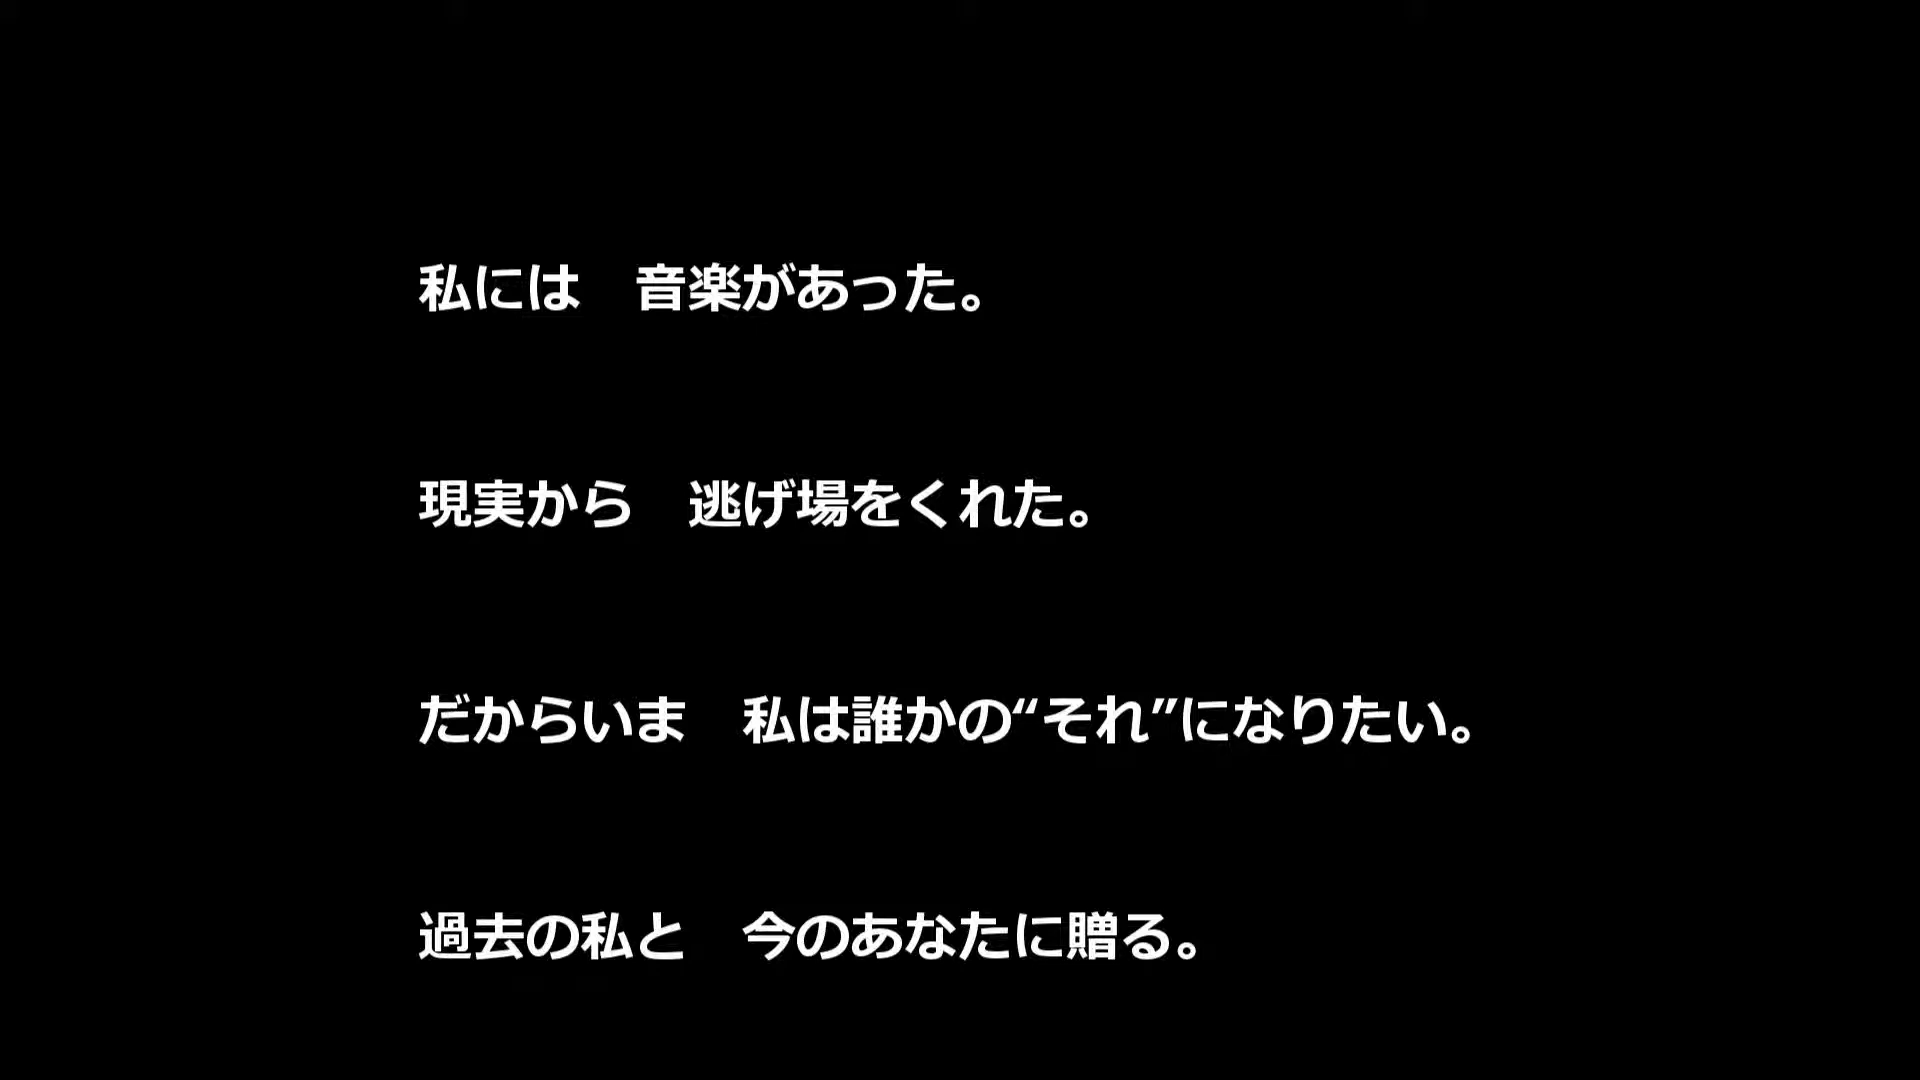 私には　音楽があった。
現実から　逃げ場をくれた。
だからいま　私は誰かの“それ”になりたい。
過去の私と　今のあなたに贈る。